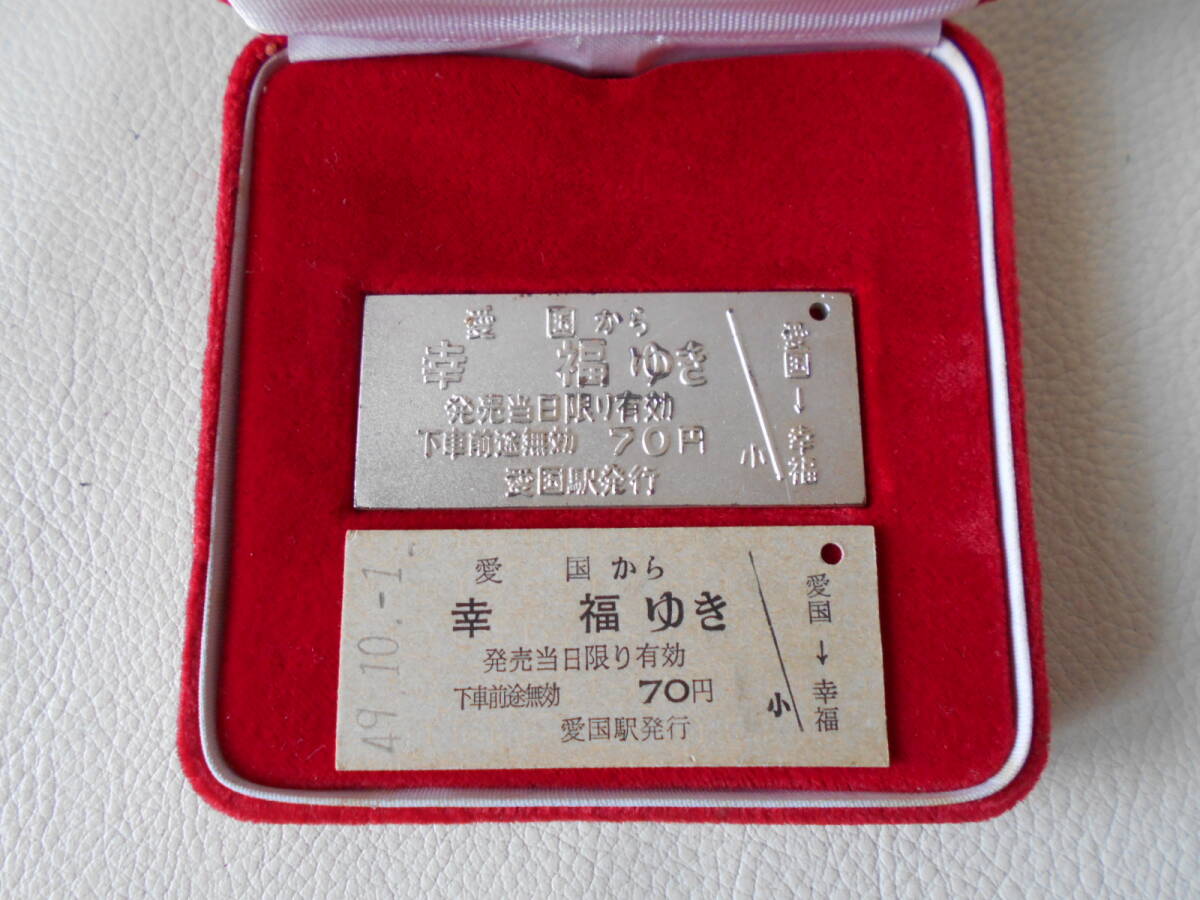 愛 国から
幸 福ゆき
発売当日限り有効
下車前途無効 70円
愛国駅発行
小
愛国→幸福
49.10.-1
愛 国から
幸 福ゆき
発売当日限り有効
下車前途無効 70円
愛国駅発行
小
愛国→幸福